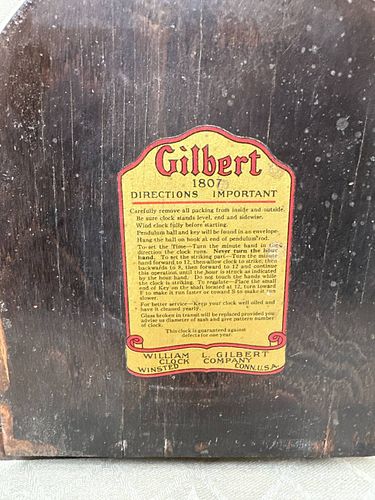 Gilbert
1807
DIRECTIONS IMPORTANT
Carefully remove all packing from inside and outside.
Be sure clock stands level, end and sidewise.
Wind clock fully before starting.
Pendulum ball and key will be found in an envelope.
Hang the ball on hook at end of pendulum rod.
To set the Time—Turn the minute hand in the
direction the clock runs. Never move the hour
hand. To set the striking part—Turn the minute
hand forward to 12, then allow clock to strike, then
backwards to 8, then forward to 12 and continue
this operation until the hour is struck as indicated
by the hour hand. Do not touch the hands while
the clock is striking. To regulate—Place the small
end of Key on the shaft located at 12, turn toward
F to make it run faster or toward S to make it run
slower.
For better service—Keep your clock well oiled and
have it cleaned yearly.
Glass broken in transit will be replaced provided you
advise us diameter of sash and give pattern number
of clock.
This clock is guaranteed against
defects for one year.
WILLIAM L. GILBERT
CLOCK COMPANY
WINSTED CONN. U.S.A.